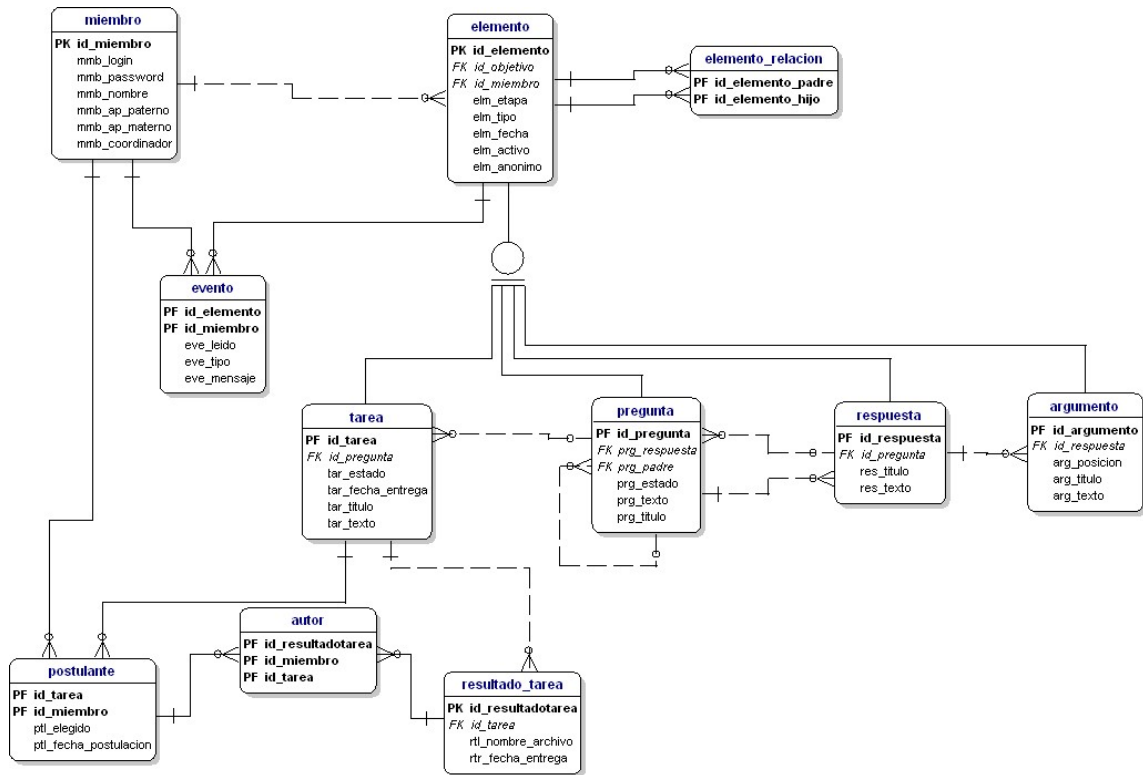 miembro
PK id_miembro
mmb_login
mmb_password
mmb_nombre
mmb_ap_paterno
mmb_ap_materno
mmb_coordinador
elemento
PK id_elemento
FK id_objetivo
FK id_miembro
elm_etapa
elm_tipo
elm_fecha
elm_activo
elm_anonimo
elemento_relacion
PF id_elemento_padre
PF id_elemento_hijo
evento
PF id_elemento
PF id_miembro
eve_leido
eve_tipo
eve_mensaje
tarea
PF id_tarea
FK id_pregunta
tar_estado
tar_fecha_entrega
tar_titulo
tar_texto
pregunta
PF id_pregunta
FK prg_respuesta
FK prg_padre
prg_estado
prg_texto
prg_titulo
respuesta
PF id_respuesta
FK id_pregunta
res_titulo
res_texto
argumento
PF id_argumento
FK id_respuesta
arg_posicion
arg_titulo
arg_texto
postulante
PF id_tarea
PF id_miembro
ptl_elegido
ptl_fecha_postulacion
autor
PF id_resultadotarea
PF id_miembro
PF id_tarea
resultado_tarea
PK id_resultadotarea
FK id_tarea
rtl_nombre_archivo
rtr_fecha_entrega